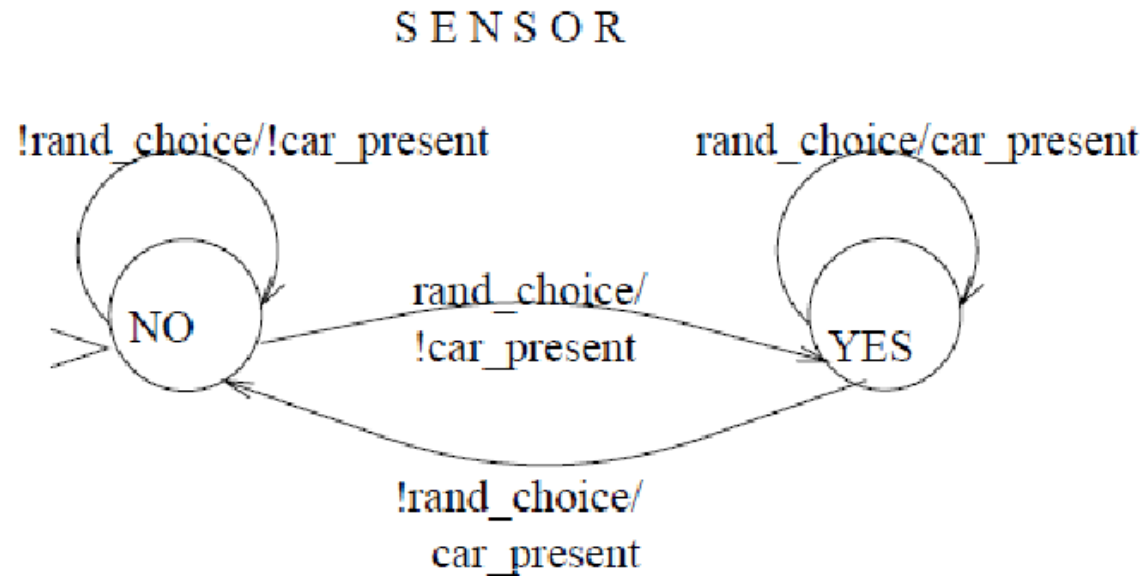 S E N S O R
!rand_choice/!car_present
rand_choice/car_present
rand_choice/
!car_present
NO
YES
!rand_choice/
car_present